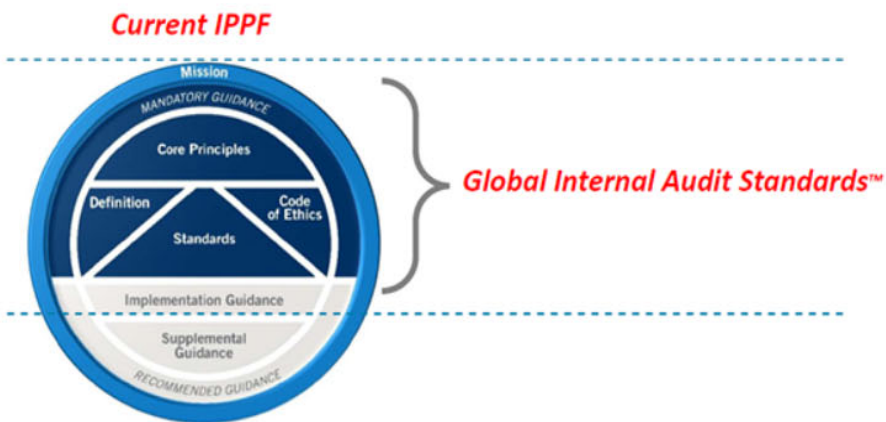 Current IPPF
Mission
MANDATORY GUIDANCE
Core Principles
Definition
Code
of Ethics
Standards
Global Internal Audit Standards™
Implementation Guidance
Supplemental
Guidance
RECOMMENDED GUIDANCE